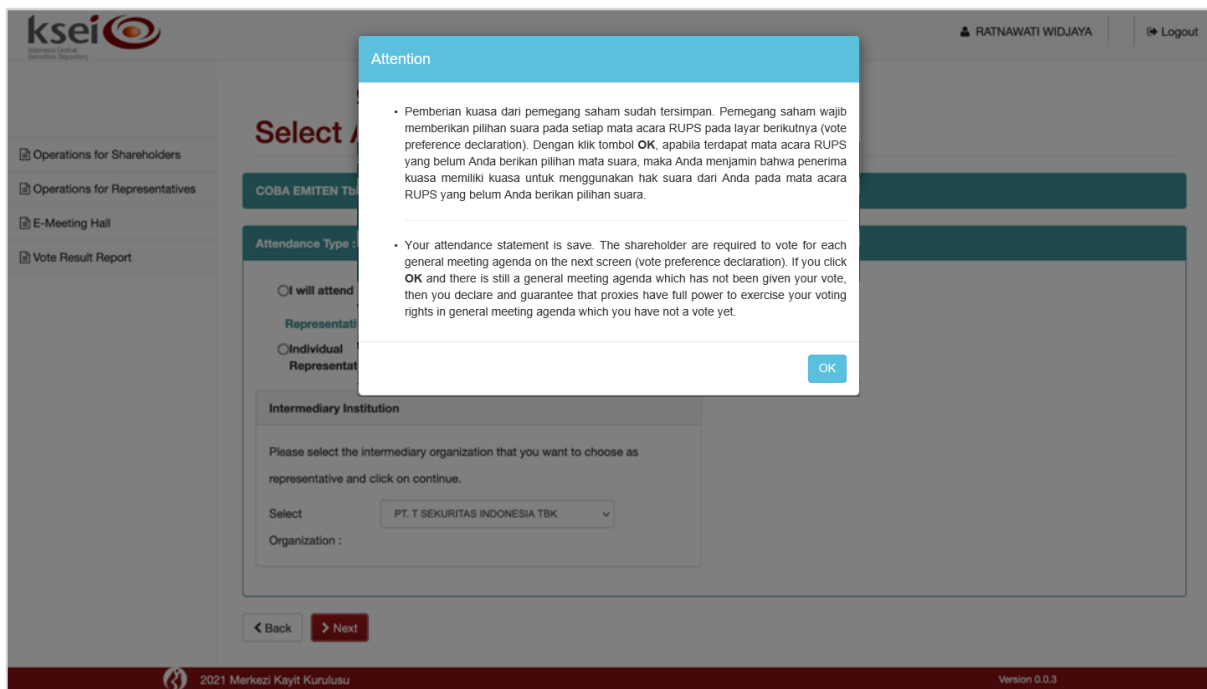 ksei
Indonesia Central
Securities Depository
RATNAWATI WIDJAYA
Logout
Attention
• Pemberian kuasa dari pemegang saham sudah tersimpan. Pemegang saham wajib
memberikan pilihan suara pada setiap mata acara RUPS pada layar berikutnya (vote
preference declaration). Dengan klik tombol OK, apabila terdapat mata acara RUPS
yang belum Anda berikan pilihan mata suara, maka Anda menjamin bahwa penerima
kuasa memiliki kuasa untuk menggunakan hak suara dari Anda pada mata acara
RUPS yang belum Anda berikan pilihan suara.
• Your attendance statement is save. The shareholder are required to vote for each
general meeting agenda on the next screen (vote preference declaration). If you click
OK and there is still a general meeting agenda which has not been given your vote,
then you declare and guarantee that proxies have full power to exercise your voting
rights in general meeting agenda which you have not a vote yet.
OK
Operations for Shareholders
Operations for Representatives
E-Meeting Hall
Vote Result Report
Select
COBA EMITEN
Attendance Type :
I will attend
Individual
Intermediary Institution
Please select the intermediary organization that you want to choose as
representative and click on continue.
Select
Organization :
PT. T SEKURITAS INDONESIA TBK
Back
Next
2021 Merkezi Kayit Kurulusu
Version 0.0.3